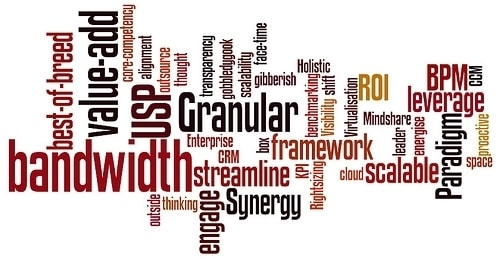 best-of-breed
value-add
core-competency
alignment
USP
outsource
thought
transparency
gobbledygook
scalability
face-time
gibberish
Granular
Holistic
benchmarking
Visibility
shift
Virtualisation
ROI
Mindshare
leader
energise
BPM
CCM
leverage
Paradigm
proactive
space
bandwidth
Enterprise
CRM
box
framework
streamline
KPI
Rightsizing
cloud
scalable
outside
thinking
engage
Synergy